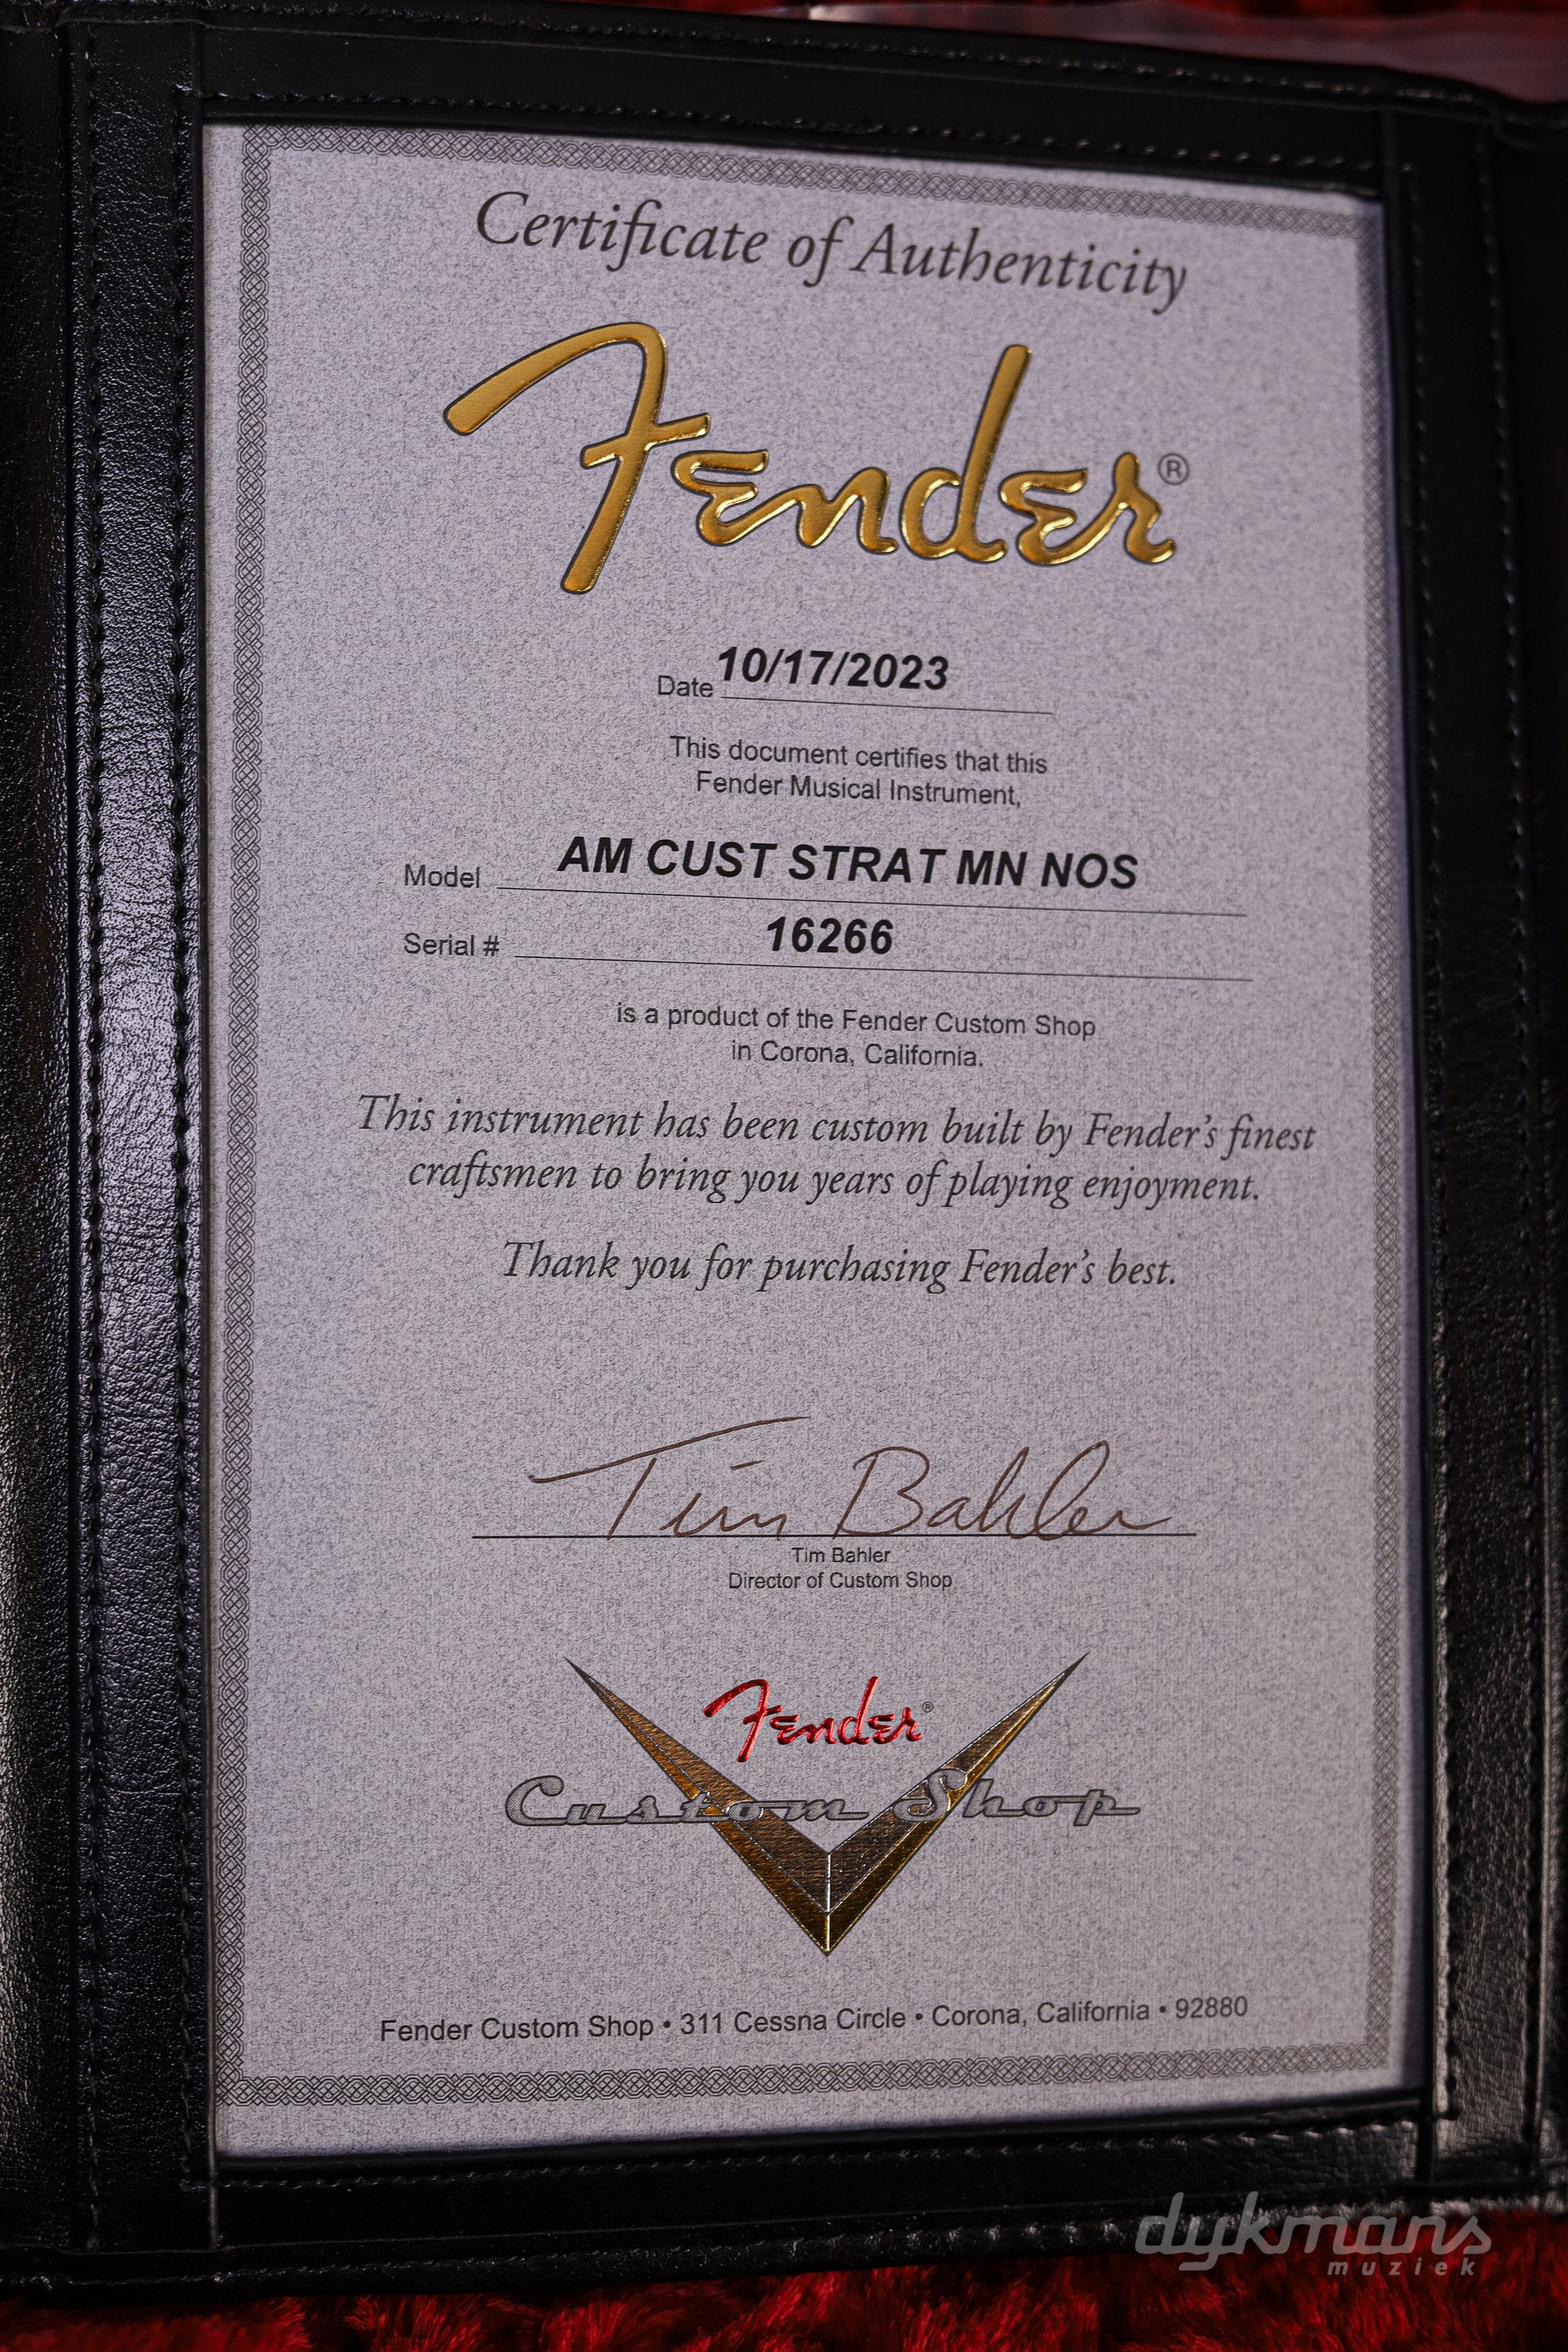 Certificate of Authenticity
Fender®
Date 10/17/2023
This document certifies that this
Fender Musical Instrument,
Model AM CUST STRAT MN NOS
Serial # 16266
is a product of the Fender Custom Shop
in Corona, California.
This instrument has been custom built by Fender's finest
craftsmen to bring you years of playing enjoyment.
Thank you for purchasing Fender's best.
Tim Bahler
Tim Bahler
Director of Custom Shop
Fender®
Custom Shop
Fender Custom Shop • 311 Cessna Circle • Corona, California • 92880
dykmans
muziek